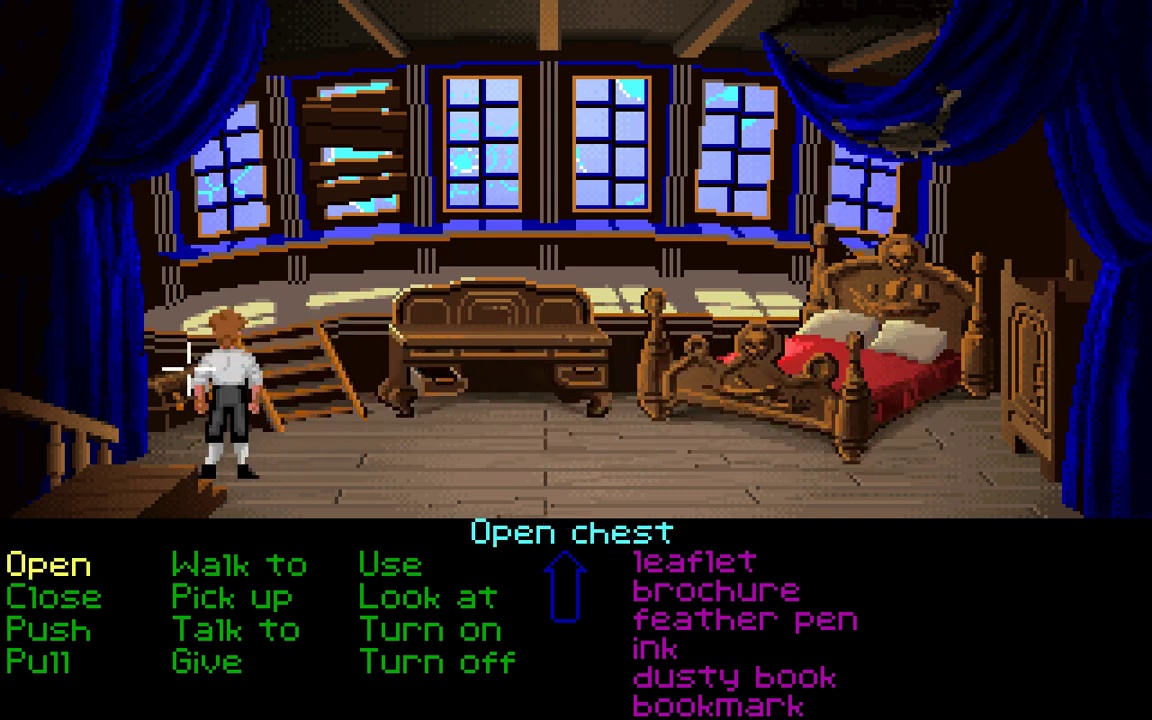 Open chest
Open Walk to Use leaflet
Close Pick up Look at brochure
Push Talk to Turn on feather pen
Pull Give Turn off ink
dusty book
bookmark